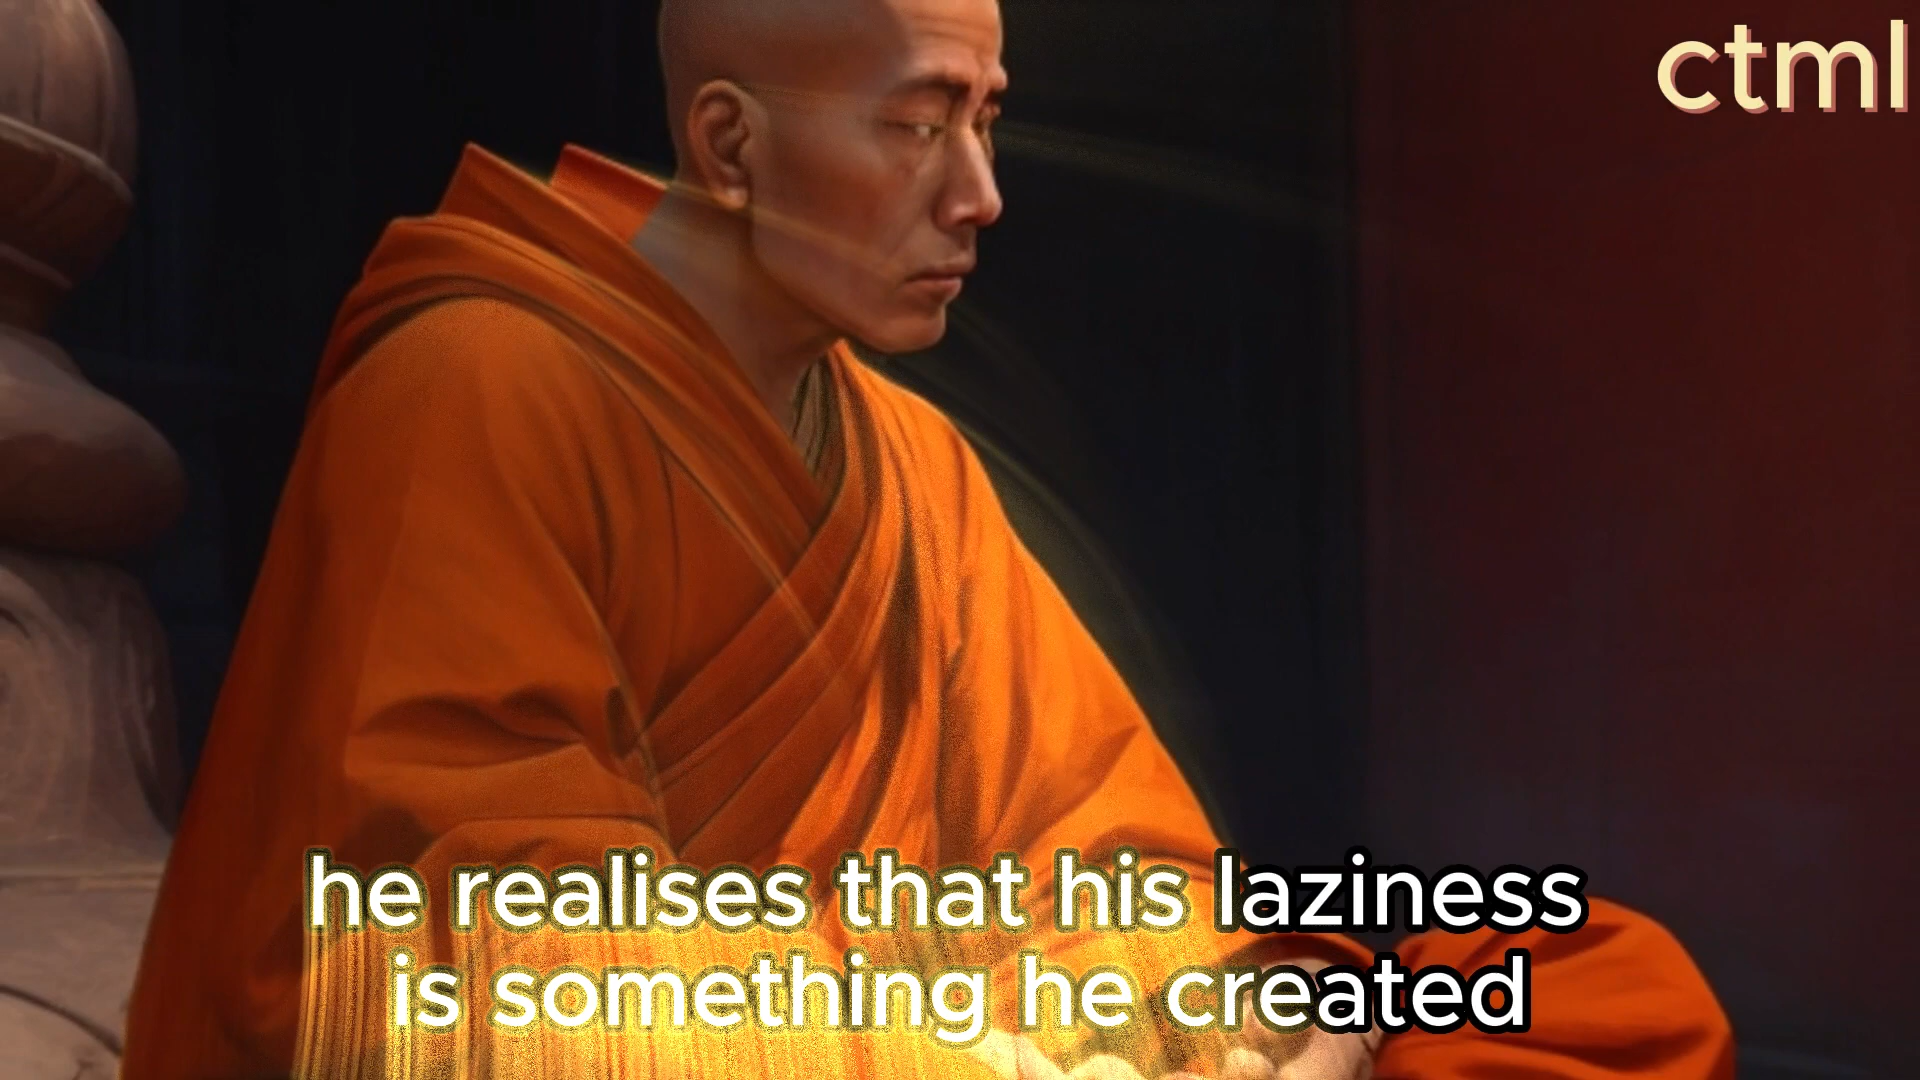 ctml
he realises that his laziness
is something he created